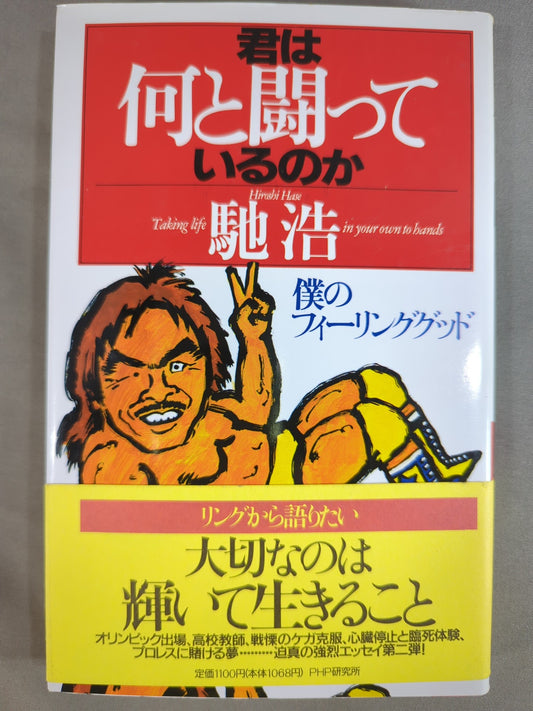 君は
何と闘って
いるのか
Hiroshi Hase
Taking life 馳 浩 in your own to hands
僕の
フィーリンググッド
リングから語りたい
大切なのは
輝いて生きること
オリンピック出場、高校教師、戦慄のケガ克服、心臓停止と臨死体験、
プロレスに賭ける夢………迫真の強烈エッセイ第二弾!
定価1100円(本体1068円) PHP研究所